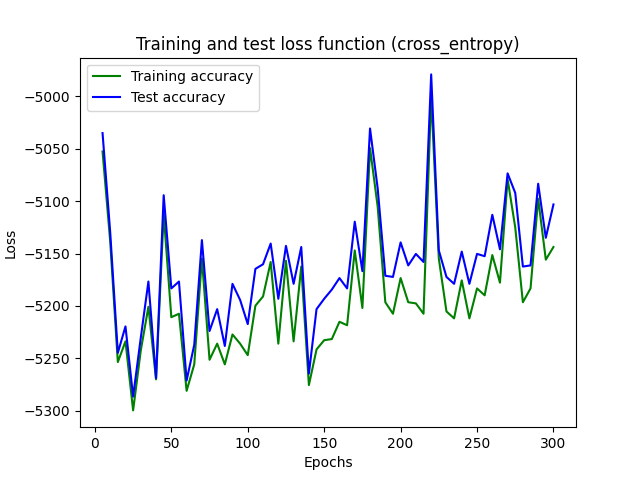 Training and test loss function (cross_entropy)
Training accuracy
Test accuracy
Loss
−5000
−5050
−5100
−5150
−5200
−5250
−5300
0 50 100 150 200 250 300
Epochs